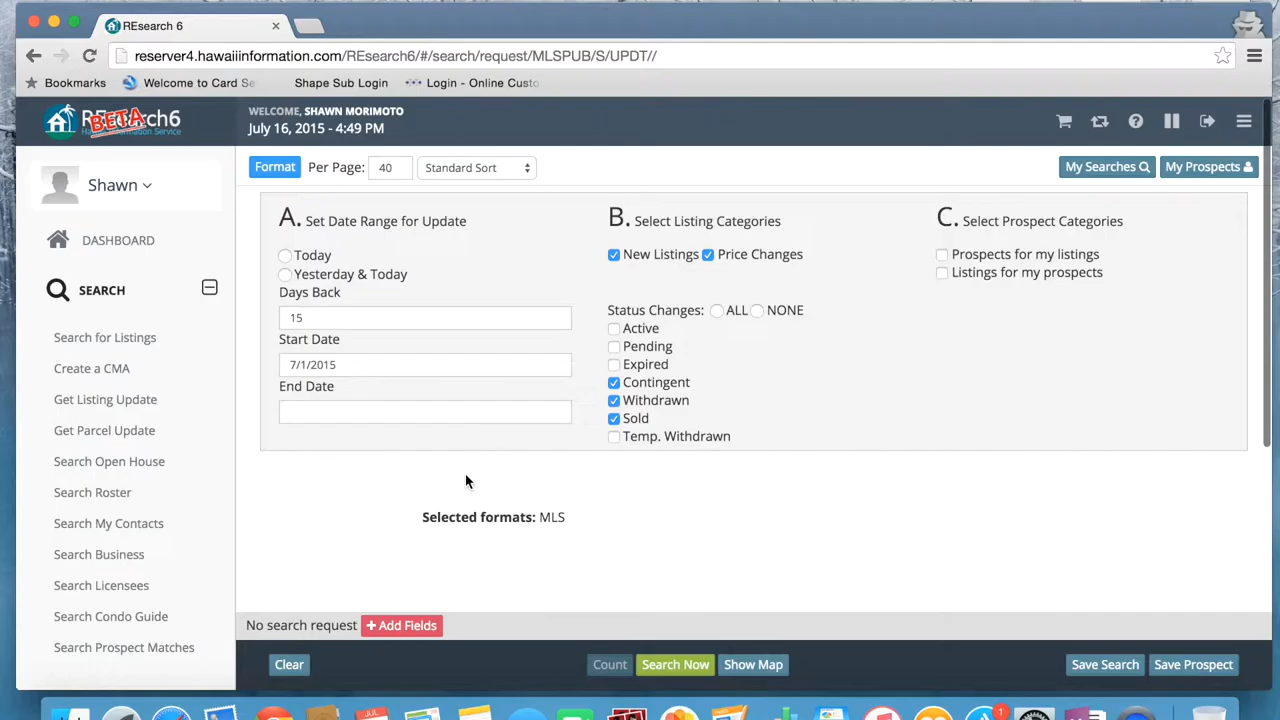 REsearch 6
reserver4.hawaiiinformation.com/REsearch6/#/search/request/MLSPUB/S/UPDT//
Bookmarks Welcome to Card Se Shape Sub Login Login - Online Custo
REsearch6
BETA
Hawaii Information Service
WELCOME, SHAWN MORIMOTO
July 16, 2015 - 4:49 PM
Format Per Page: 40 Standard Sort My Searches My Prospects
Shawn
DASHBOARD
SEARCH
Search for Listings
Create a CMA
Get Listing Update
Get Parcel Update
Search Open House
Search Roster
Search My Contacts
Search Business
Search Licensees
Search Condo Guide
Search Prospect Matches
A. Set Date Range for Update
Today
Yesterday & Today
Days Back
15
Start Date
7/1/2015
End Date
B. Select Listing Categories
New Listings Price Changes
Status Changes: ALL NONE
Active
Pending
Expired
Contingent
Withdrawn
Sold
Temp. Withdrawn
C. Select Prospect Categories
Prospects for my listings
Listings for my prospects
Selected formats: MLS
No search request + Add Fields
Clear Count Search Now Show Map Save Search Save Prospect
JUL
1